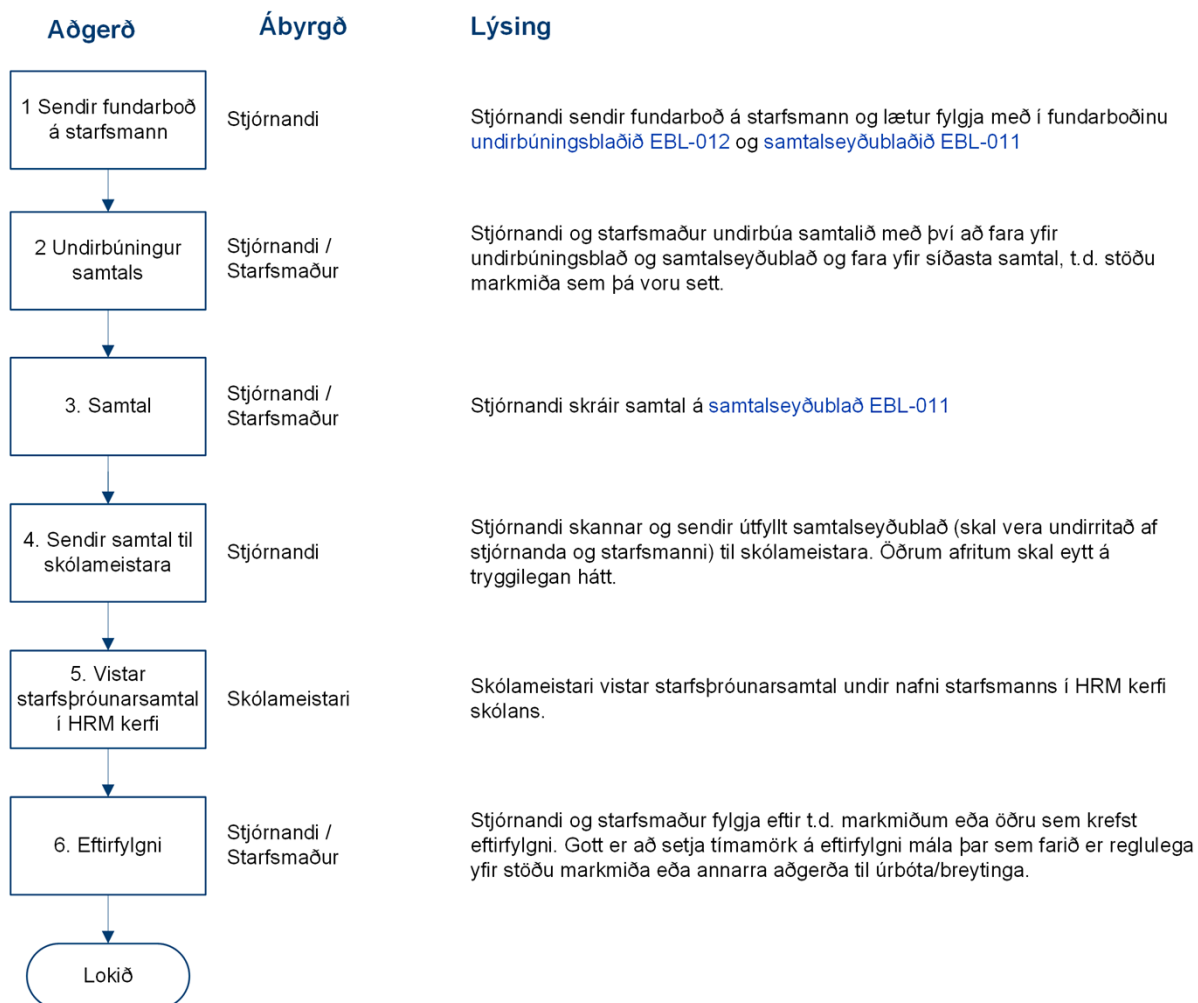 Aðgerð
Ábyrgð
Lýsing
1 Sendir fundarboð
á starfsmann
Stjórnandi
Stjórnandi sendir fundarboð á starfsmann og lætur fylgja með í fundarboðinu
undirbúningsblaðið EBL-012 og samtalseyðublaðið EBL-011
2 Undirbúningur
samtals
Stjórnandi /
Starfsmaður
Stjórnandi og starfsmaður undirbúa samtalið með því að fara yfir
undirbúningsblað og samtalseyðublað og fara yfir síðasta samtal, t.d. stöðu
markmiða sem þá voru sett.
3. Samtal
Stjórnandi /
Starfsmaður
Stjórnandi skráir samtal á samtalseyðublað EBL-011
4. Sendir samtal til
skólameistara
Stjórnandi
Stjórnandi skannar og sendir útfyllt samtalseyðublað (skal vera undirritað af
stjórnanda og starfsmanni) til skólameistara. Öðrum afritum skal eytt á
tryggilegan hátt.
5. Vistar
starfsþróunarsamtal
í HRM kerfi
Skólameistari
Skólameistari vistar starfsþróunarsamtal undir nafni starfsmanns í HRM kerfi
skólans.
6. Eftirfylgni
Stjórnandi /
Starfsmaður
Stjórnandi og starfsmaður fylgja eftir t.d. markmiðum eða öðru sem krefst
eftirfylgni. Gott er að setja tímamörk á eftirfylgni mála þar sem farið er reglulega
yfir stöðu markmiða eða annarra aðgerða til úrbóta/breytinga.
Lokið